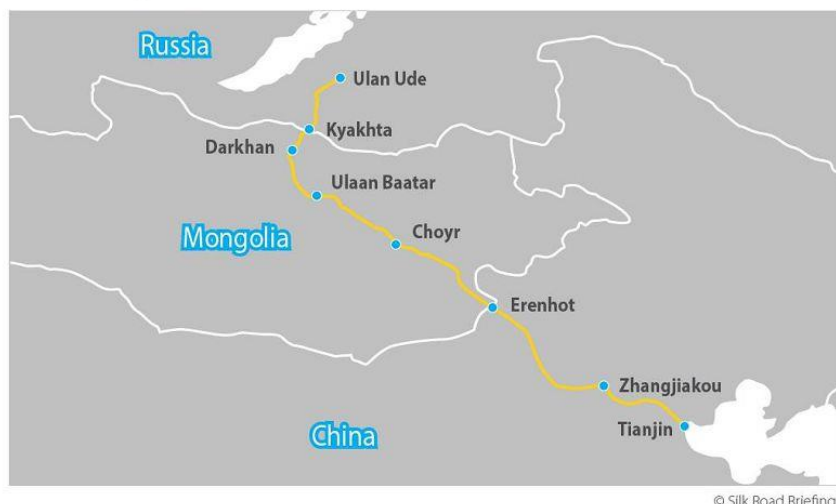 Russia
Ulan Ude
Kyakhta
Darkhan
Ulaan Baatar
Choyr
Mongolia
Erenhot
Zhangjiakou
Tianjin
China
© Silk Road Briefing